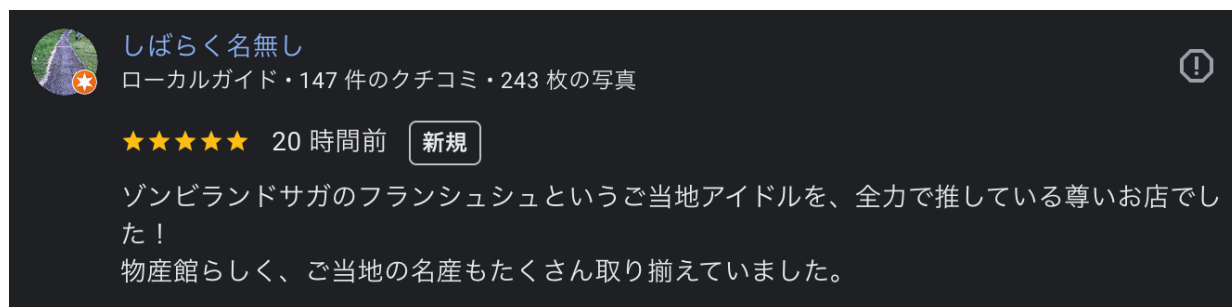 しばらく名無し
ローカルガイド・147 件のクチコミ・243 枚の写真
★★★★★ 20 時間前 新規
ゾンビランドサガのフランシュシュというご当地アイドルを、全力で推している尊いお店でし
た！
物産館らしく、ご当地の名産もたくさん取り揃えていました。